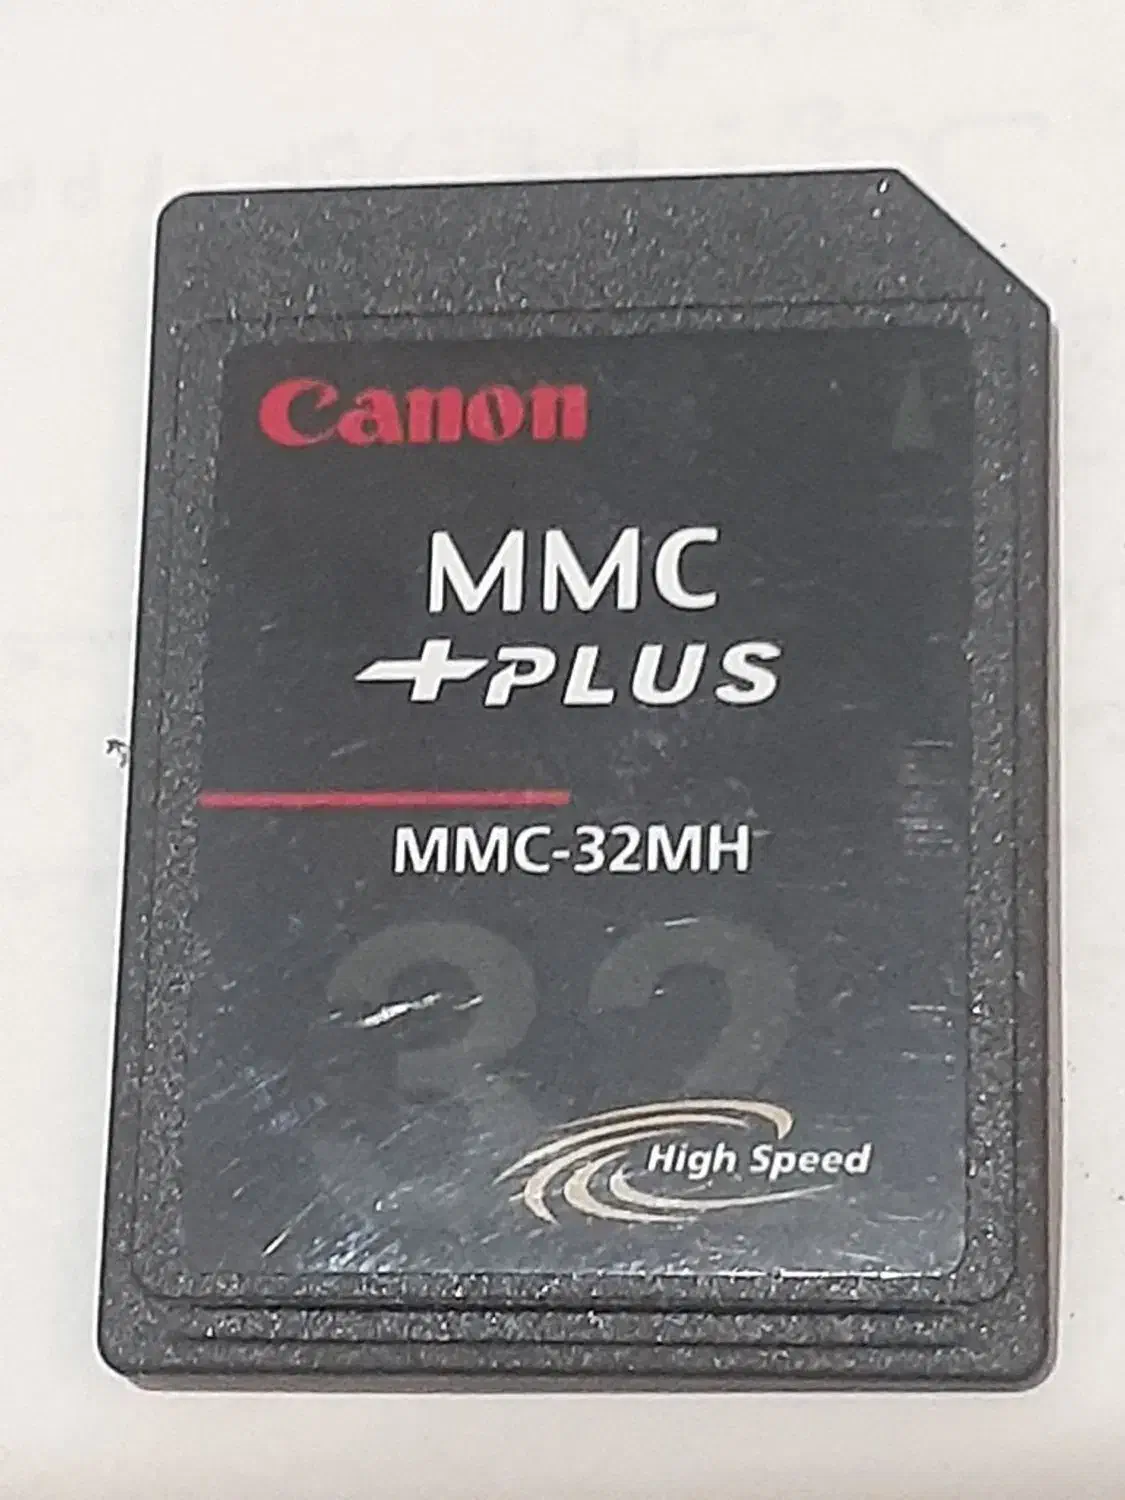 Canon
MMC
+PLUS
MMC-32MH
32
High Speed